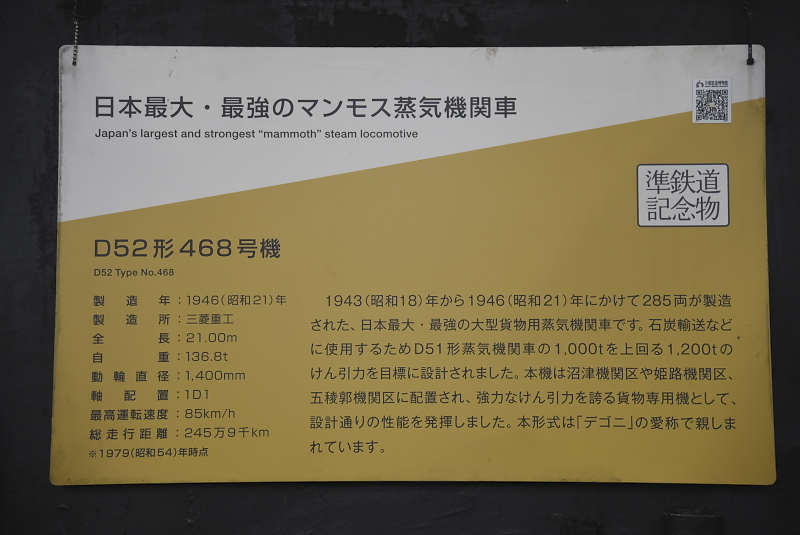 日本最大・最強のマンモス蒸気機関車
Japan's largest and strongest “mammoth” steam locomotive
準鉄道
記念物
D52形468号機
D52 Type No.468
製造年：1946（昭和21）年
製造所：三菱重工
全長：21.00m
自重：136.8t
動輪直径：1,400mm
軸配置：1D1
最高運転速度：85km/h
総走行距離：245万9千km
※1979（昭和54）年時点
1943（昭和18）年から1946（昭和21）年にかけて285両が製造
された、日本最大・最強の大型貨物用蒸気機関車です。石炭輸送など
に使用するためD51形蒸気機関車の1,000tを上回る1,200tの
けん引力を目標に設計されました。本機は沼津機関区や姫路機関区、
五稜郭機関区に配置され、強力なけん引力を誇る貨物専用機として、
設計通りの性能を発揮しました。本形式は「デゴニ」の愛称で親しま
れています。